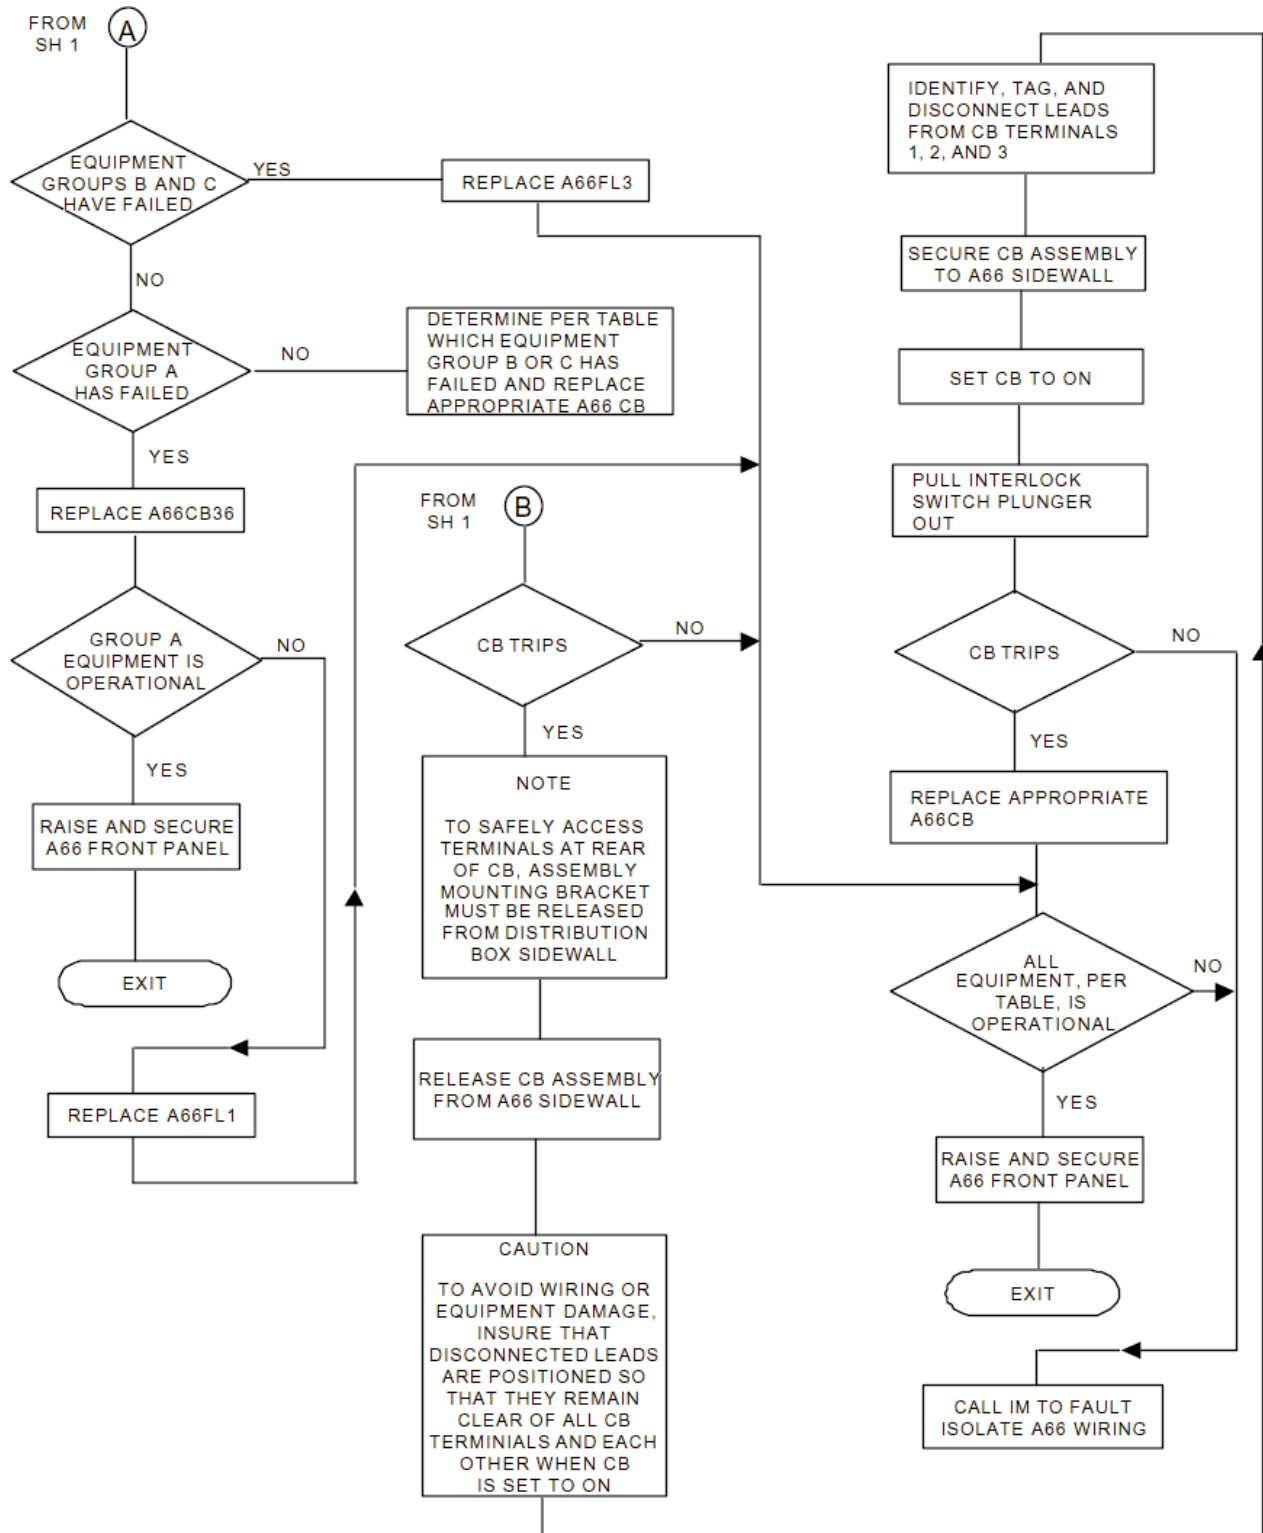 FROM
SH 1
A
EQUIPMENT
GROUPS B AND C
HAVE FAILED
YES
REPLACE A66FL3
NO
EQUIPMENT
GROUP A
HAS FAILED
NO
DETERMINE PER TABLE
WHICH EQUIPMENT
GROUP B OR C HAS
FAILED AND REPLACE
APPROPRIATE A66 CB
YES
REPLACE A66CB36
GROUP A
EQUIPMENT IS
OPERATIONAL
NO
YES
RAISE AND SECURE
A66 FRONT PANEL
EXIT
REPLACE A66FL1
FROM
SH 1
B
CB TRIPS
NO
YES
NOTE
TO SAFELY ACCESS
TERMINALS AT REAR
OF CB, ASSEMBLY
MOUNTING BRACKET
MUST BE RELEASED
FROM DISTRIBUTION
BOX SIDEWALL
RELEASE CB ASSEMBLY
FROM A66 SIDEWALL
CAUTION
TO AVOID WIRING OR
EQUIPMENT DAMAGE,
INSURE THAT
DISCONNECTED LEADS
ARE POSITIONED SO
THAT THEY REMAIN
CLEAR OF ALL CB
TERMINIALS AND EACH
OTHER WHEN CB
IS SET TO ON
IDENTIFY, TAG, AND
DISCONNECT LEADS
FROM CB TERMINALS
1, 2, AND 3
SECURE CB ASSEMBLY
TO A66 SIDEWALL
SET CB TO ON
PULL INTERLOCK
SWITCH PLUNGER
OUT
CB TRIPS
NO
YES
REPLACE APPROPRIATE
A66CB
ALL
EQUIPMENT, PER
TABLE, IS
OPERATIONAL
NO
YES
RAISE AND SECURE
A66 FRONT PANEL
EXIT
CALL IM TO FAULT
ISOLATE A66 WIRING